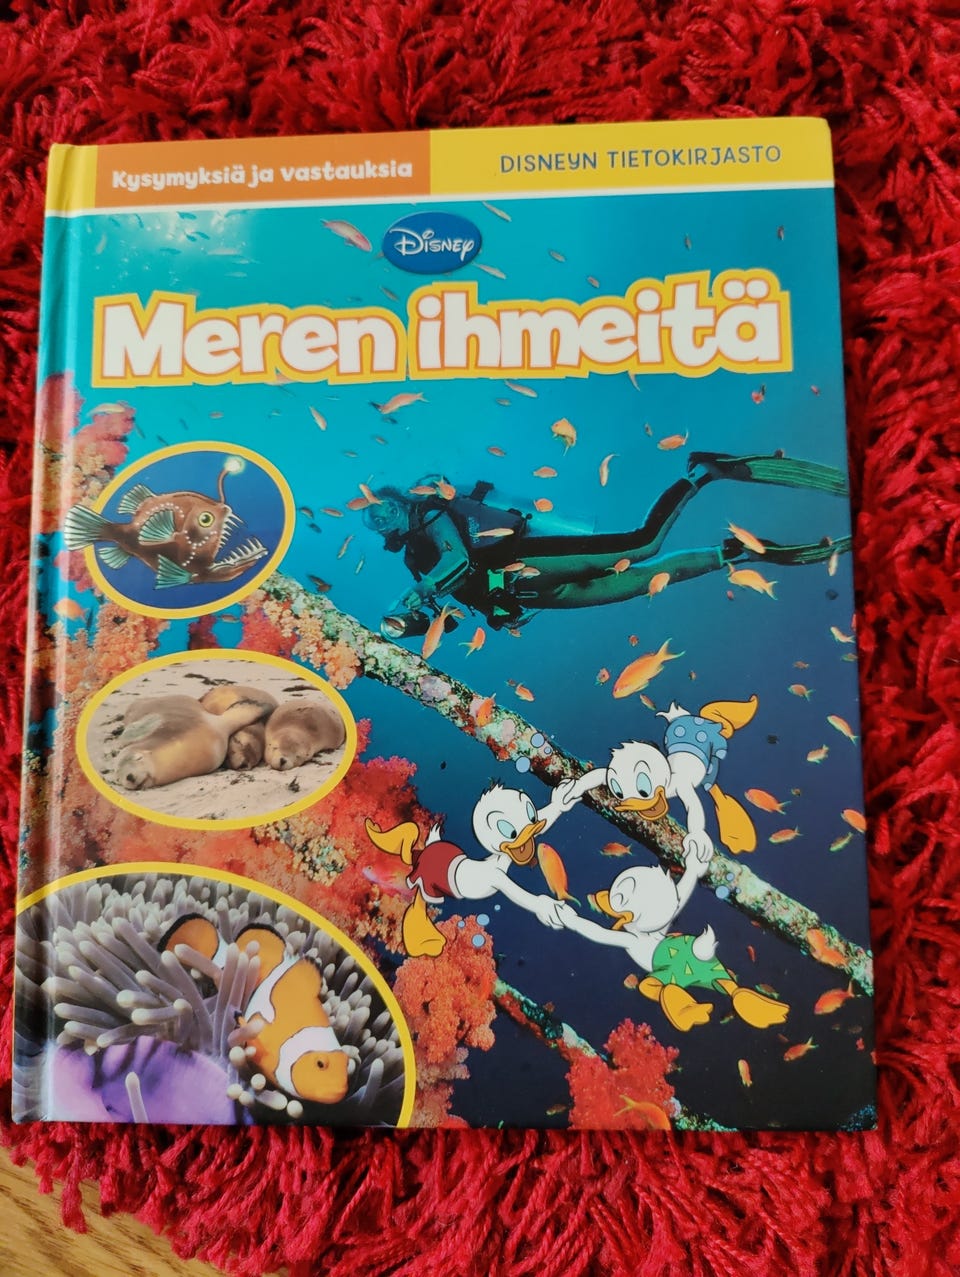 Kysymyksiä ja vastauksia
DISNEYN TIETOKIRJASTO
DISNEY
Meren ihmeitä